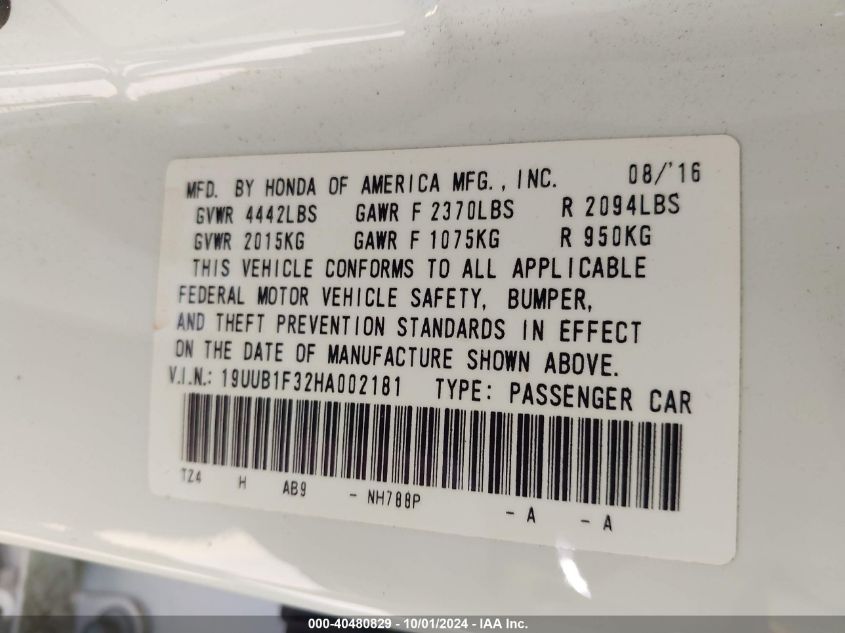 MFD. BY HONDA OF AMERICA MFG., INC. 08/'16
GVWR 4442LBS GAWR F 2370LBS R 2094LBS
GVWR 2015KG GAWR F 1075KG R 950KG
THIS VEHICLE CONFORMS TO ALL APPLICABLE
FEDERAL MOTOR VEHICLE SAFETY, BUMPER,
AND THEFT PREVENTION STANDARDS IN EFFECT
ON THE DATE OF MANUFACTURE SHOWN ABOVE.
V.I.N.: 19UUB1F32HA002181 TYPE: PASSENGER CAR
TZ4 H AB9 - NH788P - A - A
000-40480829 - 10/01/2024 - IAA Inc.